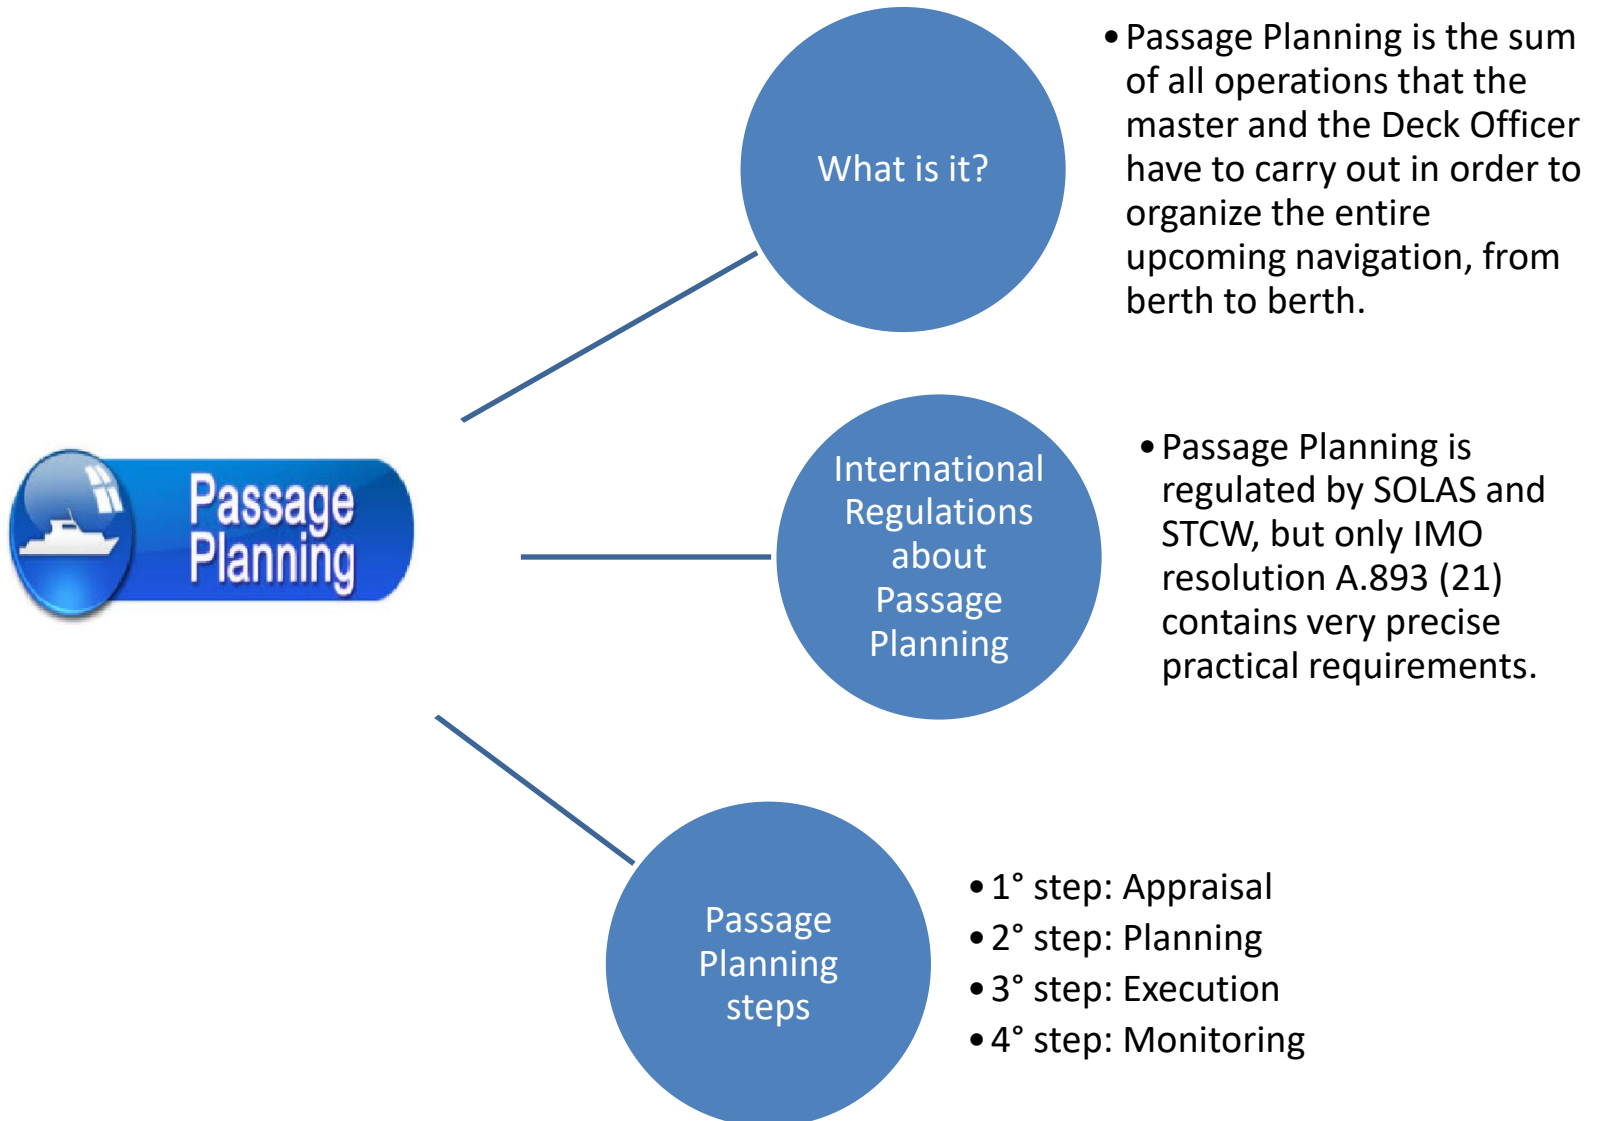 Passage
Planning
What is it?
•Passage Planning is the sum
of all operations that the
master and the Deck Officer
have to carry out in order to
organize the entire
upcoming navigation, from
berth to berth.
International
Regulations
about
Passage
Planning
•Passage Planning is
regulated by SOLAS and
STCW, but only IMO
resolution A.893 (21)
contains very precise
practical requirements.
Passage
Planning
steps
•1° step: Appraisal
•2° step: Planning
•3° step: Execution
•4° step: Monitoring